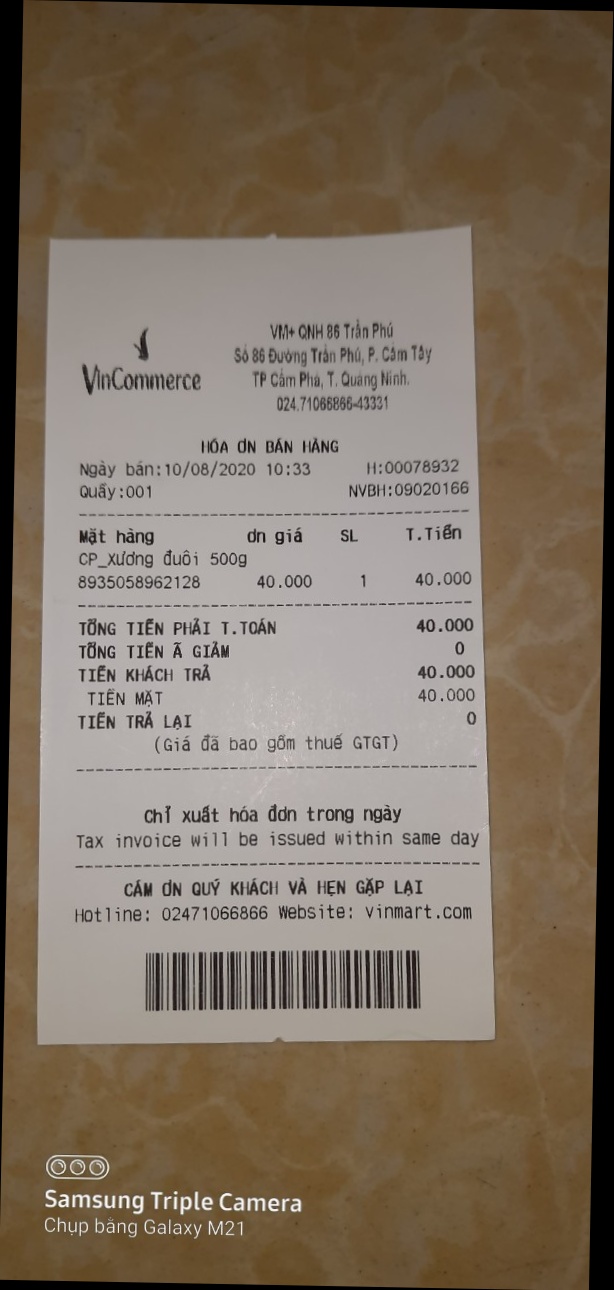 VinCommerce
VM+ QNH 86 Trần Phú
Số 86 Đường Trần Phú, P. Cẩm Tây
TP Cẩm Phả, T. Quảng Ninh.
024.71066866-43331
HÓA ƠN BÁN HÀNG
Ngày bán:10/08/2020 10:33 H:00078932
Quầy:001 NVBH:09020166
Mặt hàng ơn giá SL T.Tiền
CP_Xương đuôi 500g
8935058962128 40.000 1 40.000
TỔNG TIỀN PHẢI T.TOÁN 40.000
TỔNG TIỀN Ã GIẢM 0
TIỀN KHÁCH TRẢ 40.000
TIỀN MẶT 40.000
TIỀN TRẢ LẠI 0
(Giá đã bao gồm thuế GTGT)
Chỉ xuất hóa đơn trong ngày
Tax invoice will be issued within same day
CẢM ƠN QUÝ KHÁCH VÀ HẸN GẶP LẠI
Hotline: 02471066866 Website: vinmart.com
Samsung Triple Camera
Chụp bằng Galaxy M21